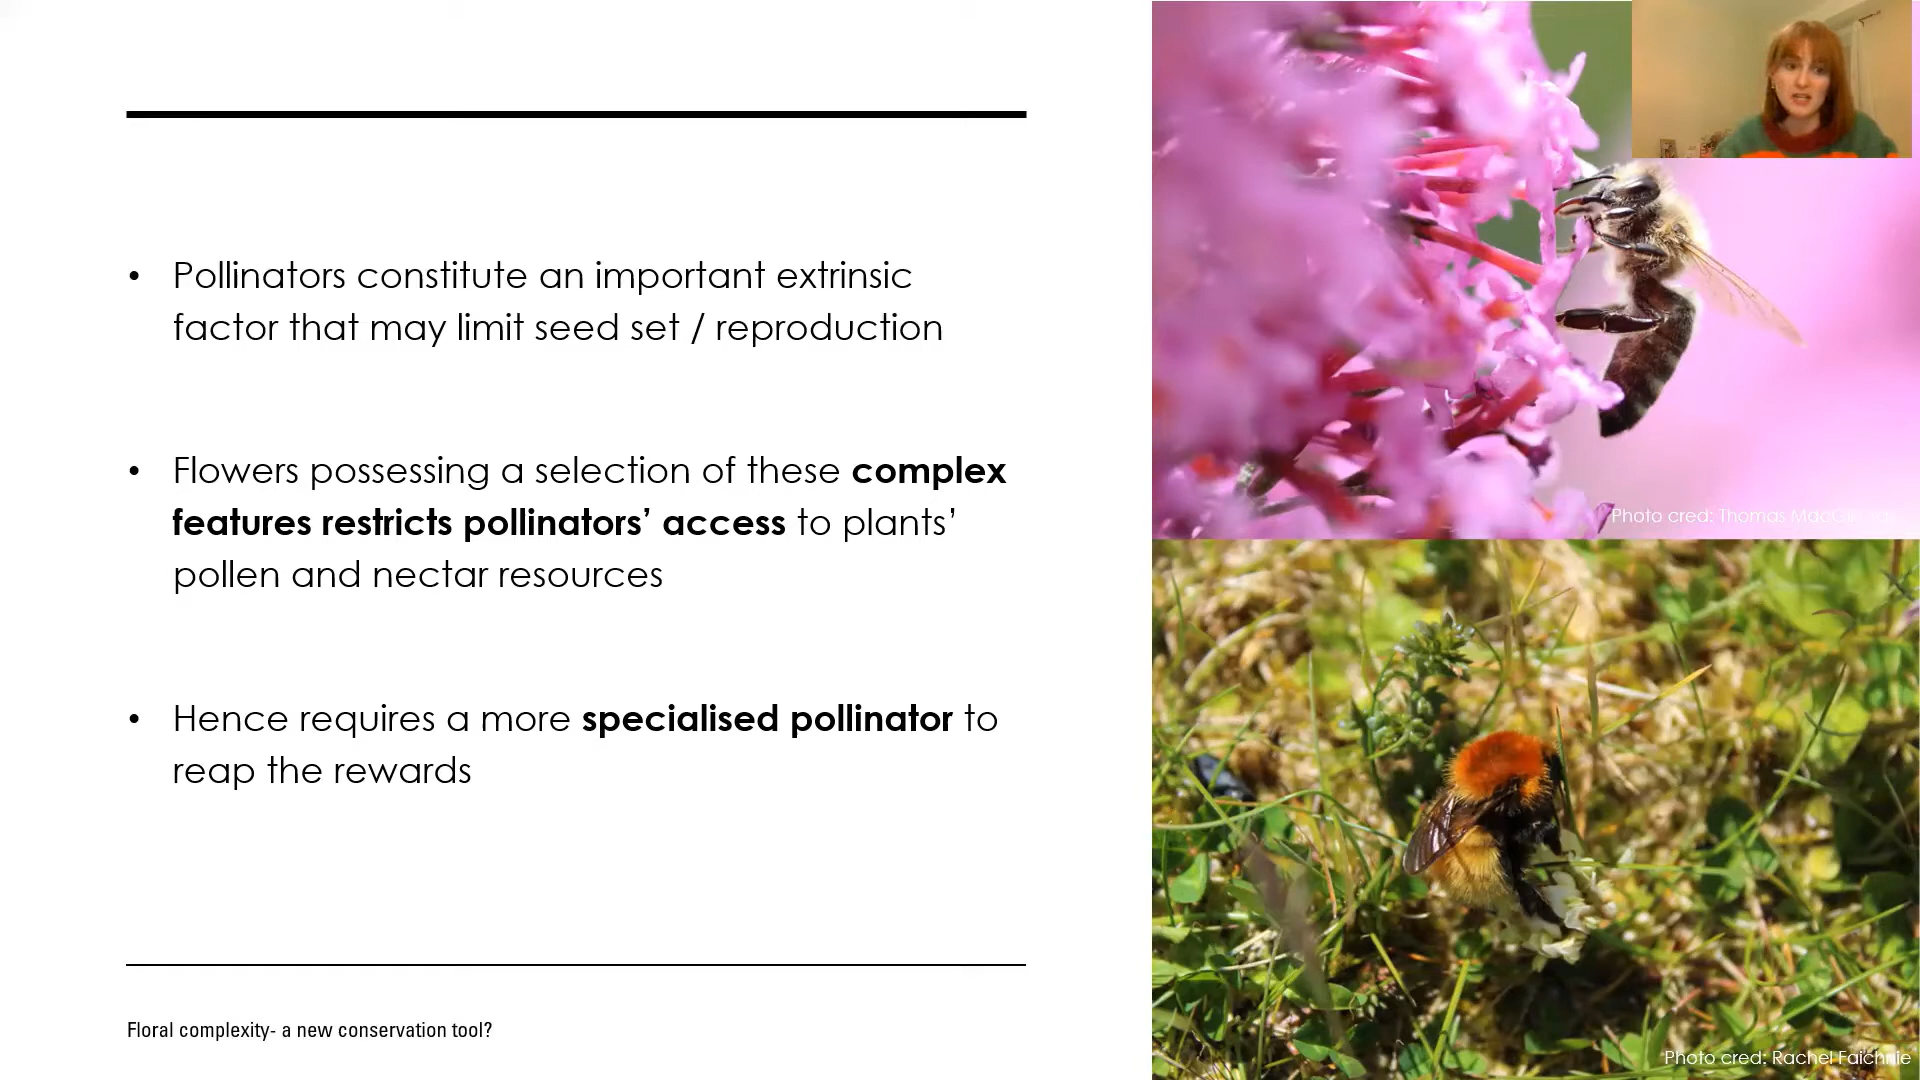 • Pollinators constitute an important extrinsic
factor that may limit seed set / reproduction
• Flowers possessing a selection of these complex
features restricts pollinators’ access to plants’
pollen and nectar resources
• Hence requires a more specialised pollinator to
reap the rewards
Floral complexity- a new conservation tool?
Photo cred: Thomas
Photo cred: Rachel Faichnie